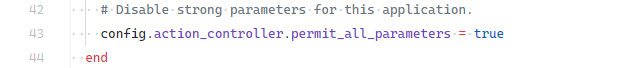 42 # Disable strong parameters for this application.
43 config.action_controller.permit_all_parameters = true
44 end